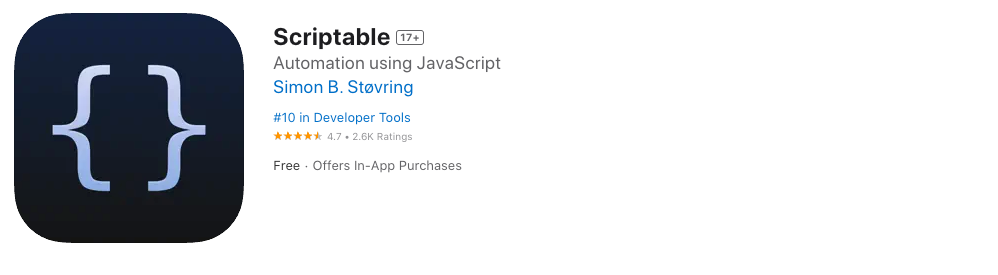 { }
Scriptable 17+
Automation using JavaScript
Simon B. Støvring
#10 in Developer Tools
★★★★★ 4.7 • 2.6K Ratings
Free · Offers In-App Purchases